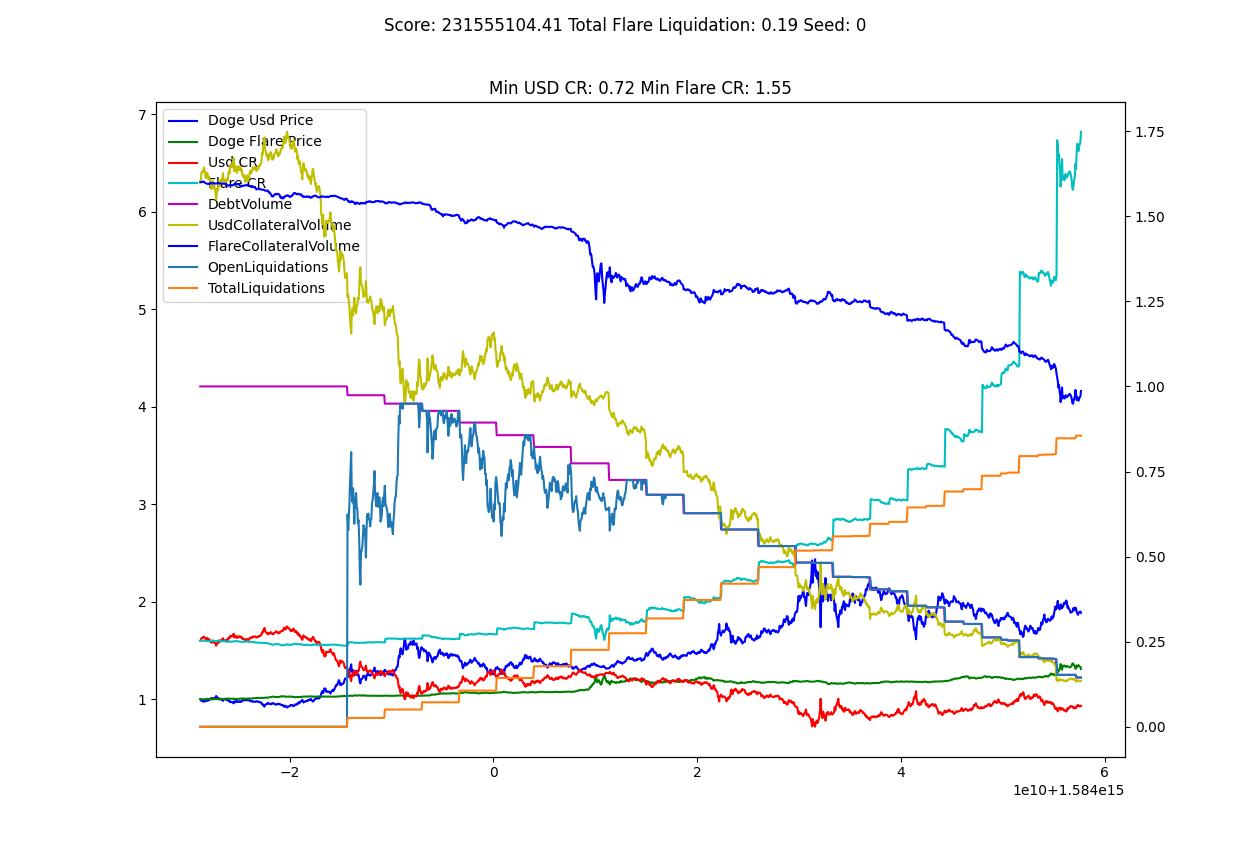 Score: 231555104.41 Total Flare Liquidation: 0.19 Seed: 0
Min USD CR: 0.72 Min Flare CR: 1.55
Doge Usd Price
Doge Flare Price
Usd CR
Flare CR
DebtVolume
UsdCollateralVolume
FlareCollateralVolume
OpenLiquidations
TotalLiquidations
7
6
5
4
3
2
1
1.75
1.50
1.25
1.00
0.75
0.50
0.25
0.00
−2
0
2
4
6
1e10+1.584e15